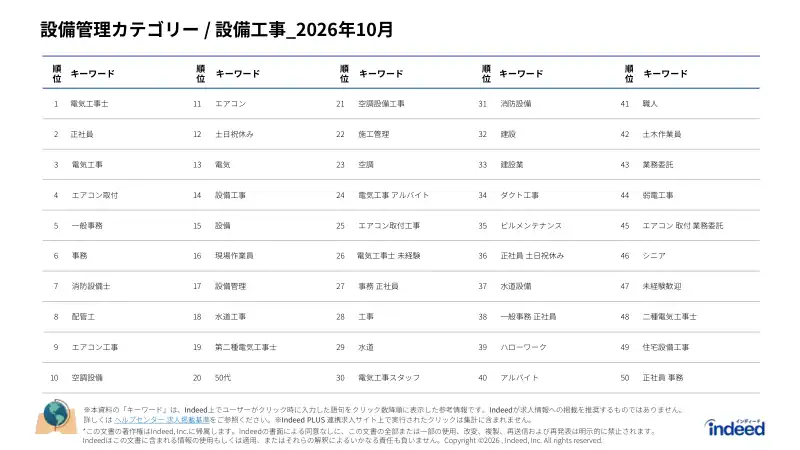 設備管理カテゴリー / 設備工事_2026年10月
順位 キーワード 順位 キーワード 順位 キーワード 順位 キーワード 順位 キーワード
1 電気工事士 11 エアコン 21 空調設備工事 31 消防設備 41 職人
2 正社員 12 土日祝休み 22 施工管理 32 建設 42 土木作業員
3 電気工事 13 電気 23 空調 33 建設業 43 業務委託
4 エアコン取付 14 設備工事 24 電気工事 アルバイト 34 ダクト工事 44 弱電工事
5 一般事務 15 設備 25 エアコン取付工事 35 ビルメンテナンス 45 エアコン 取付 業務委託
6 事務 16 現場作業員 26 電気工事士 未経験 36 正社員 土日祝休み 46 シニア
7 消防設備士 17 設備管理 27 事務 正社員 37 水道設備 47 未経験歓迎
8 配管工 18 水道工事 28 工事 38 一般事務 正社員 48 二種電気工事士
9 エアコン工事 19 第二種電気工事士 29 水道 39 ハローワーク 49 住宅設備工事
10 空調設備 20 50代 30 電気工事スタッフ 40 アルバイト 50 正社員 事務
※本資料の「キーワード」は、Indeed上でユーザーがクリック時に入力した語句をクリック数降順に表示した参考情報です。Indeedが求人情報への掲載を推奨するものではありません。
詳しくは ヘルプセンター 求人掲載基準をご参照ください。※Indeed PLUS 連携求人サイト上で実行されたクリックは集計に含まれません。
*この文書の著作権はIndeed, Inc.に帰属します。Indeedの書面による同意なしに、この文書の全部または一部の使用、改変、複製、再送信および再発表は明示的に禁止されます。
Indeedはこの文書に含まれる情報の使用もしくは適用、またはそれらの解釈によるいかなる責任も負いません。Copyright ©2026 , Indeed, Inc. All rights reserved.
インディード
indeed